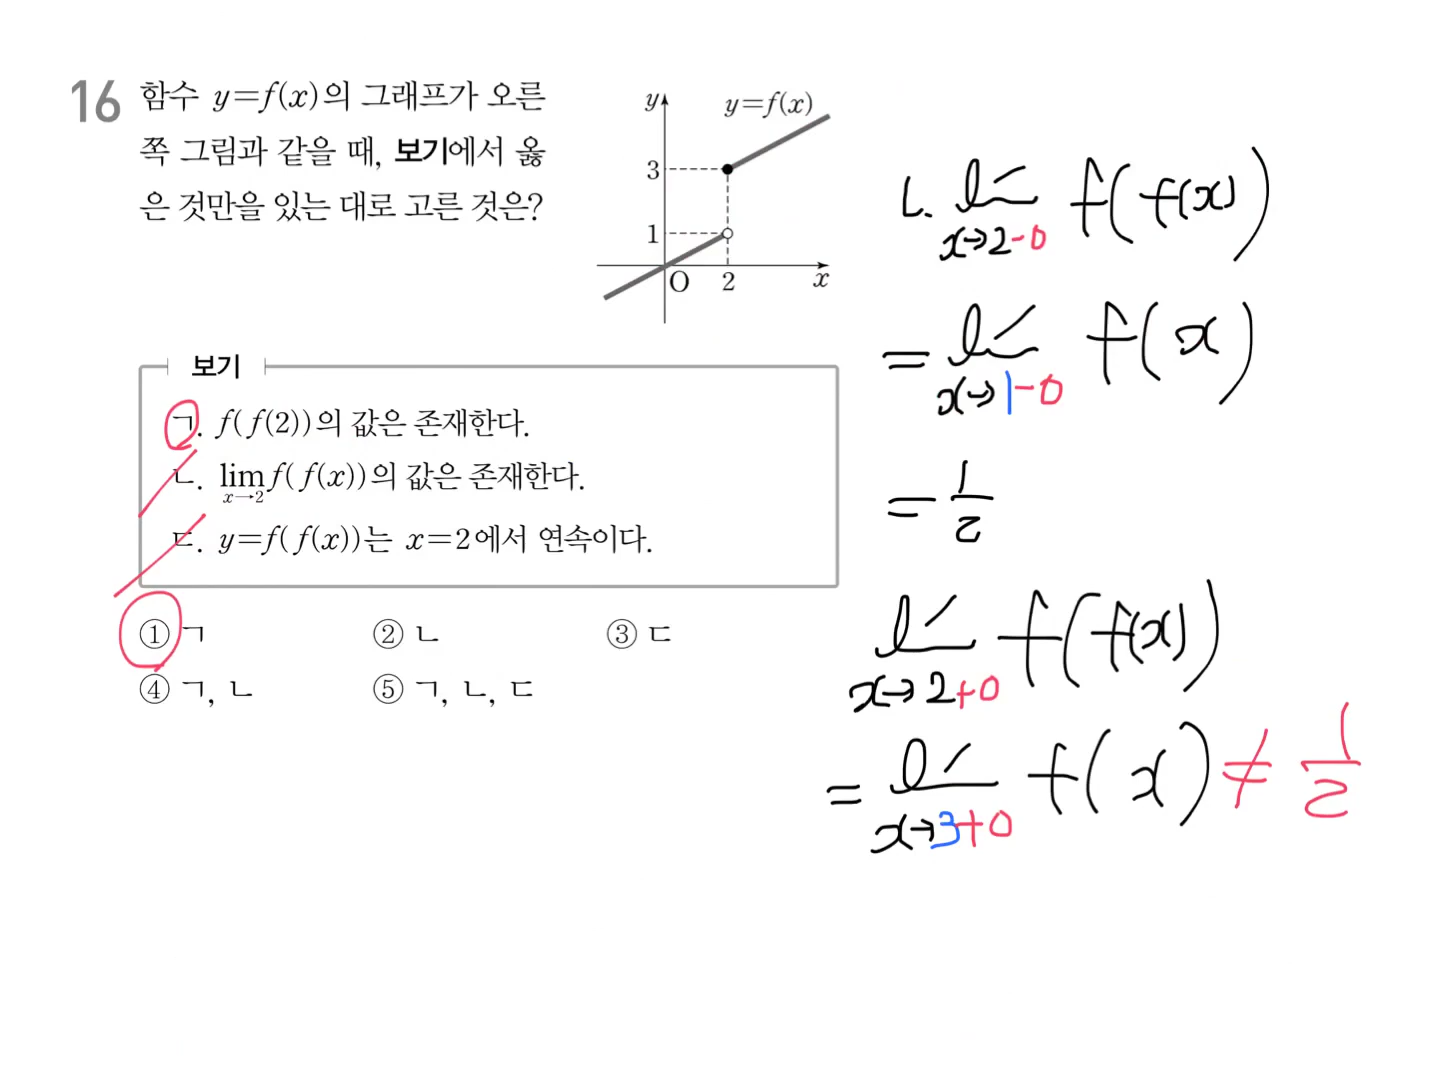 16 함수 y=f(x)의 그래프가 오른
쪽 그림과 같을 때, 보기에서 옳
은 것만을 있는 대로 고른 것은?
y
y=f(x)
3
1
O
2
x
보기
ㄱ. f(f(2))의 값은 존재한다.
ㄴ. lim x→2 f(f(x))의 값은 존재한다.
ㄷ. y=f(f(x))는 x=2에서 연속이다.
① ㄱ ② ㄴ ③ ㄷ
④ ㄱ, ㄴ ⑤ ㄱ, ㄴ, ㄷ
ㄴ. lim x→2-0 f(f(x))
= lim x→1-0 f(x)
= 1/2
lim x→2+0 f(f(x))
= lim x→3+0 f(x) ≠ 1/2